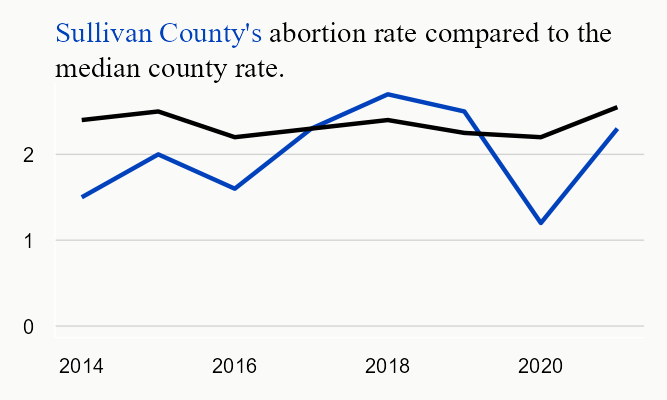 Sullivan County's abortion rate compared to the
median county rate.
2
1
0
2014 2016 2018 2020